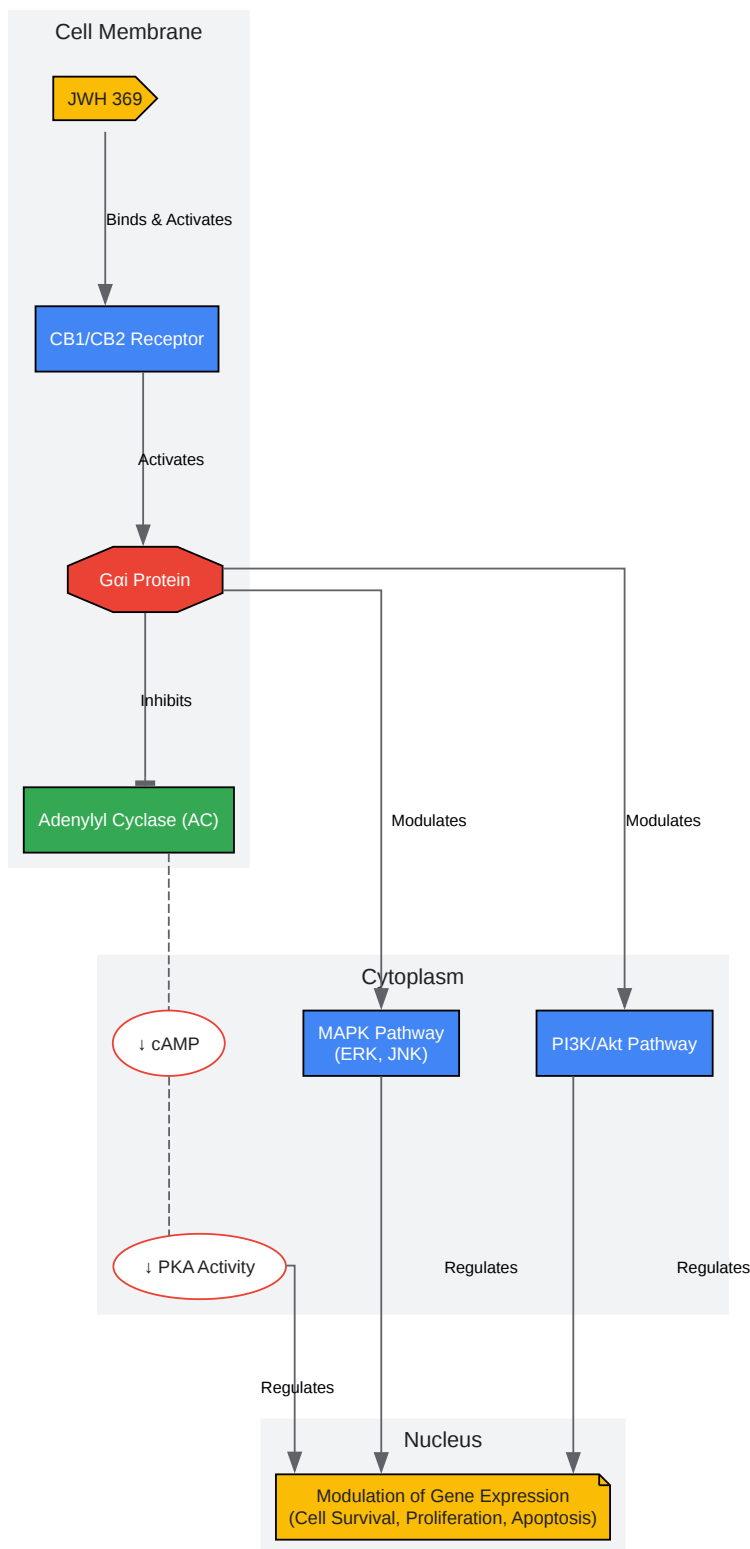 Cell Membrane
JWH 369
Binds & Activates
CB1/CB2 Receptor
Activates
Gαi Protein
Inhibits
Adenylyl Cyclase (AC)
Modulates
Modulates
Cytoplasm
↓ cAMP
MAPK Pathway
(ERK, JNK)
PI3K/Akt Pathway
↓ PKA Activity
Regulates
Regulates
Regulates
Nucleus
Modulation of Gene Expression
(Cell Survival, Proliferation, Apoptosis)